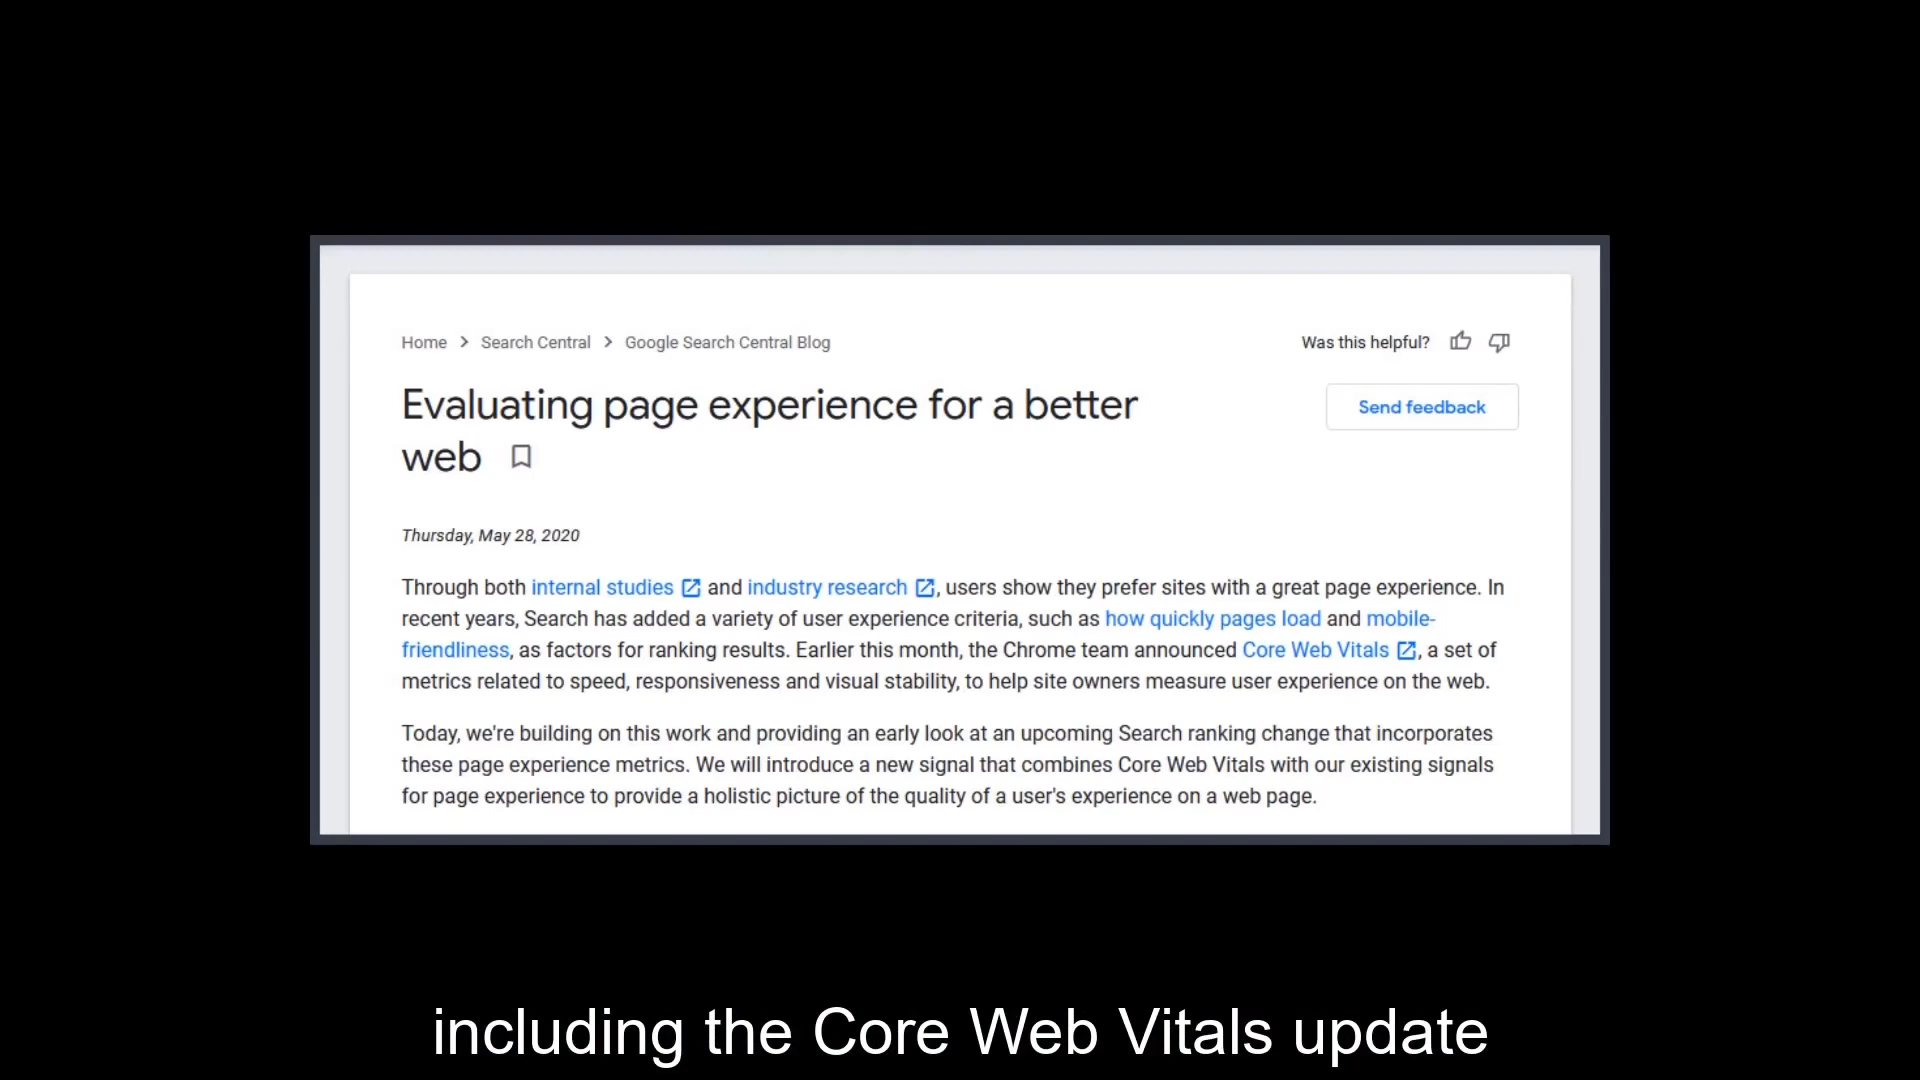 Home > Search Central > Google Search Central Blog
Was this helpful?
Evaluating page experience for a better
web
Send feedback
Thursday, May 28, 2020
Through both internal studies and industry research, users show they prefer sites with a great page experience. In
recent years, Search has added a variety of user experience criteria, such as how quickly pages load and mobile-
friendliness, as factors for ranking results. Earlier this month, the Chrome team announced Core Web Vitals, a set of
metrics related to speed, responsiveness and visual stability, to help site owners measure user experience on the web.
Today, we're building on this work and providing an early look at an upcoming Search ranking change that incorporates
these page experience metrics. We will introduce a new signal that combines Core Web Vitals with our existing signals
for page experience to provide a holistic picture of the quality of a user's experience on a web page.
including the Core Web Vitals update